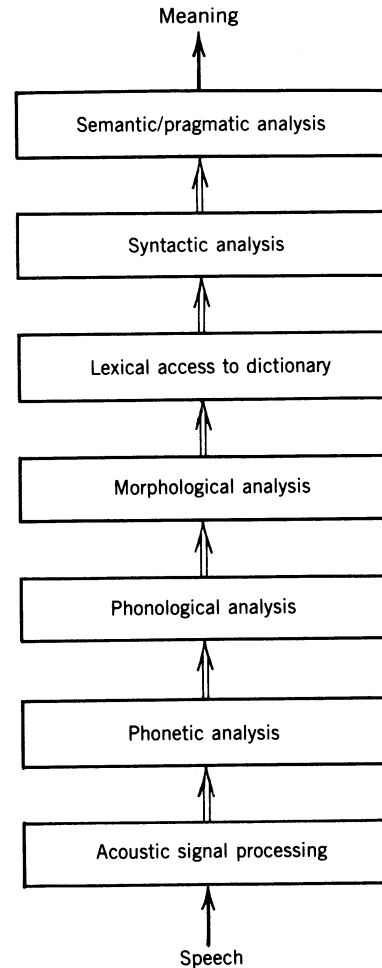 Meaning
Semantic/pragmatic analysis
Syntactic analysis
Lexical access to dictionary
Morphological analysis
Phonological analysis
Phonetic analysis
Acoustic signal processing
Speech